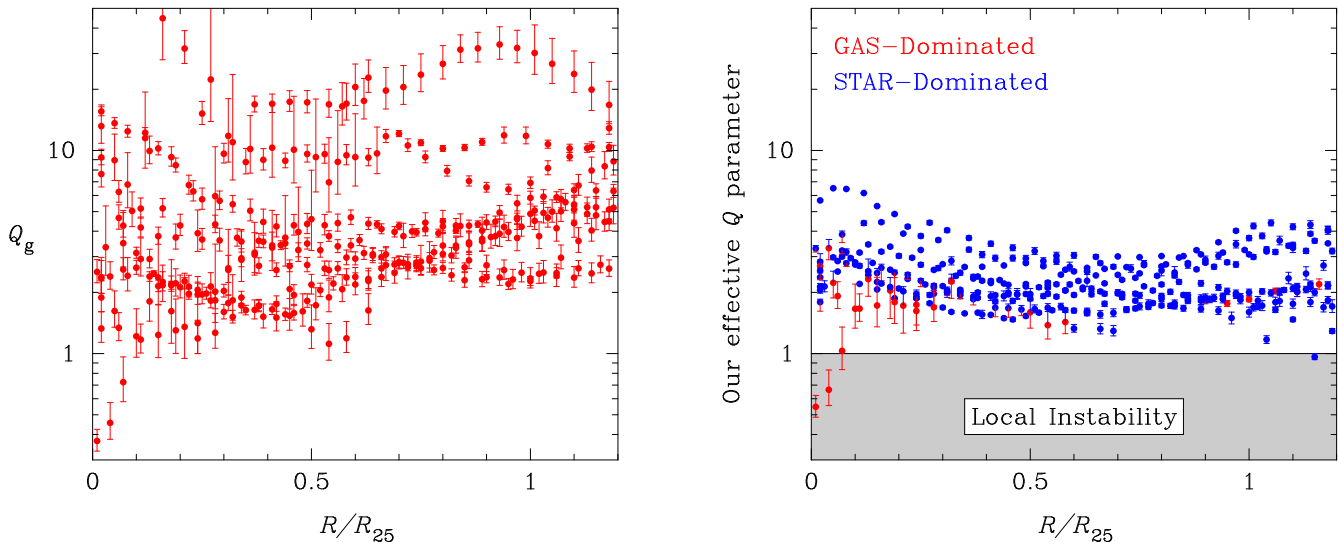 10
1
Q_g
0
0.5
1
R/R_25
GAS–Dominated
STAR–Dominated
10
1
Our effective Q parameter
Local Instability
0
0.5
1
R/R_25